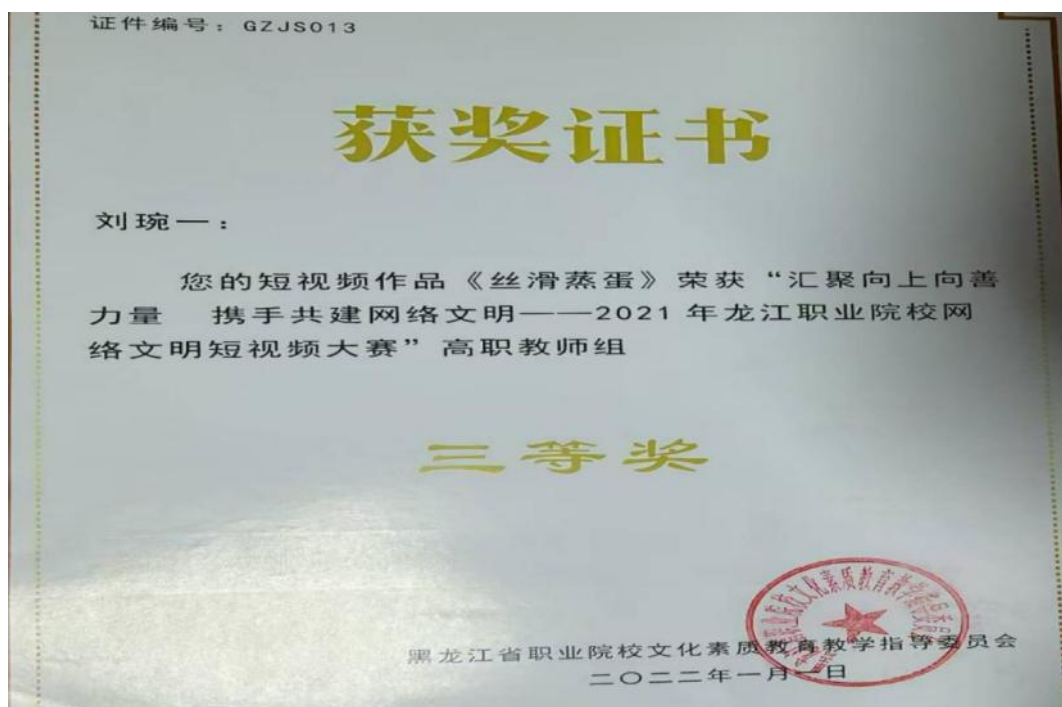 证件编号：GZJS013
获奖证书
刘琬一：
您的短视频作品《丝滑蒸蛋》荣获“汇聚向上向善
力量 携手共建网络文明——2021 年龙江职业院校网
络文明短视频大赛”高职教师组
三等奖
黑龙江省职业院校文化素质教育教学指导委员会
二〇二二年一月一日